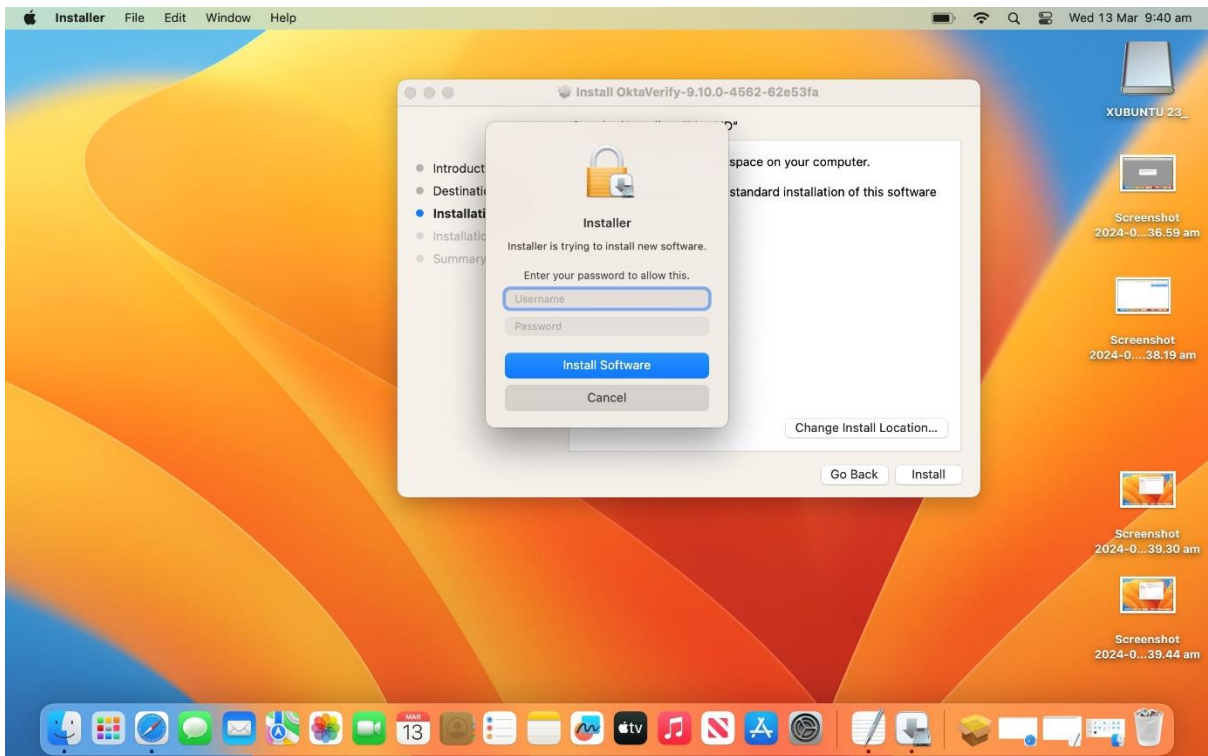 Installer File Edit Window Help
Wed 13 Mar 9:40 am
Install OktaVerify-9.10.0-4562-62e53fa
XUBUNTU 23_
Introduct
Destinatio
Installati
Installatio
Summary
space on your computer.
standard installation of this software
Installer
Installer is trying to install new software.
Enter your password to allow this.
Username
Password
Install Software
Cancel
Change Install Location...
Go Back Install
Screenshot
2024-0...36.59 am
Screenshot
2024-0....38.19 am
Screenshot
2024-0...39.30 am
Screenshot
2024-0...39.44 am
MAR
13
tv